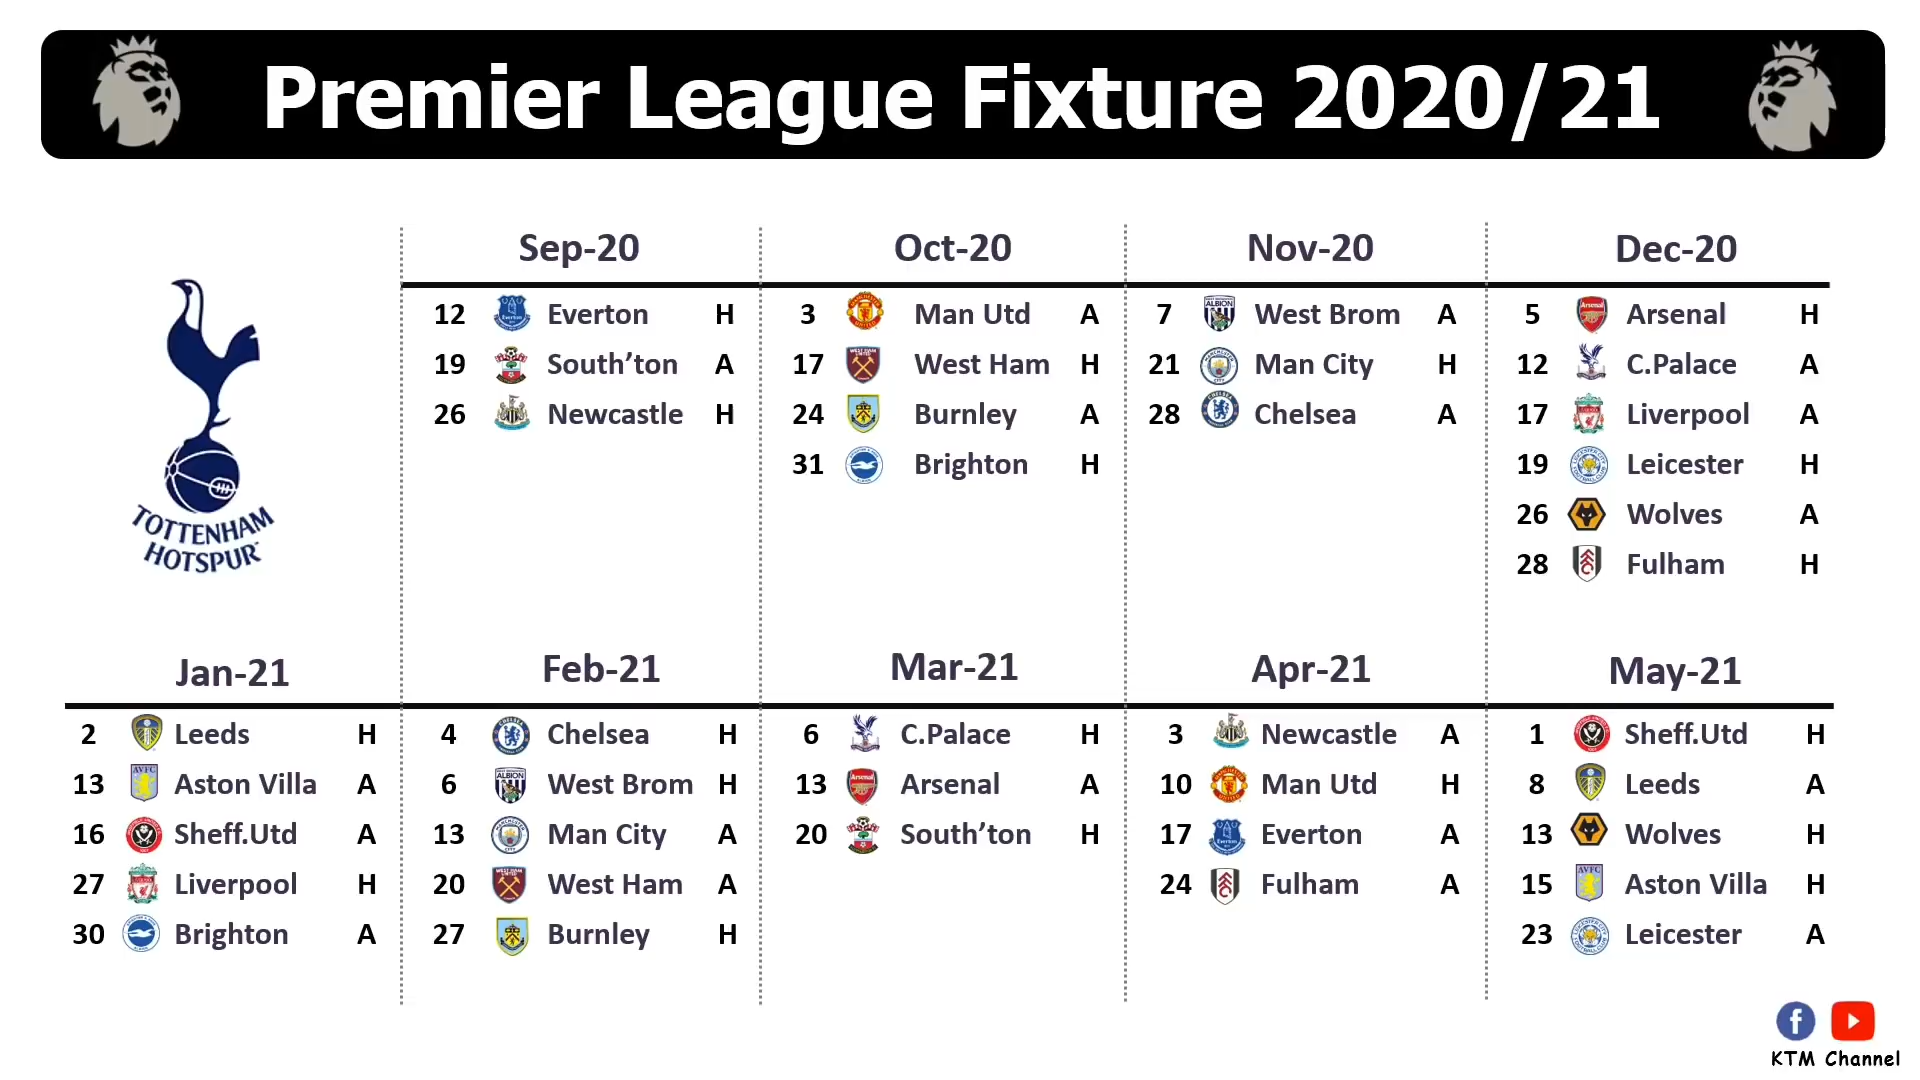 Premier League Fixture 2020/21
TOTTENHAM
HOTSPUR
Sep-20
12 Everton H
19 South’ton A
26 Newcastle H
Oct-20
3 Man Utd A
17 West Ham H
24 Burnley A
31 Brighton H
Nov-20
7 West Brom A
21 Man City H
28 Chelsea A
Dec-20
5 Arsenal H
12 C.Palace A
17 Liverpool A
19 Leicester H
26 Wolves A
28 Fulham H
Jan-21
2 Leeds H
13 Aston Villa A
16 Sheff.Utd A
27 Liverpool H
30 Brighton A
Feb-21
4 Chelsea H
6 West Brom H
13 Man City A
20 West Ham A
27 Burnley H
Mar-21
6 C.Palace H
13 Arsenal A
20 South’ton H
Apr-21
3 Newcastle A
10 Man Utd H
17 Everton A
24 Fulham A
May-21
1 Sheff.Utd H
8 Leeds A
13 Wolves H
15 Aston Villa H
23 Leicester A
KTM Channel